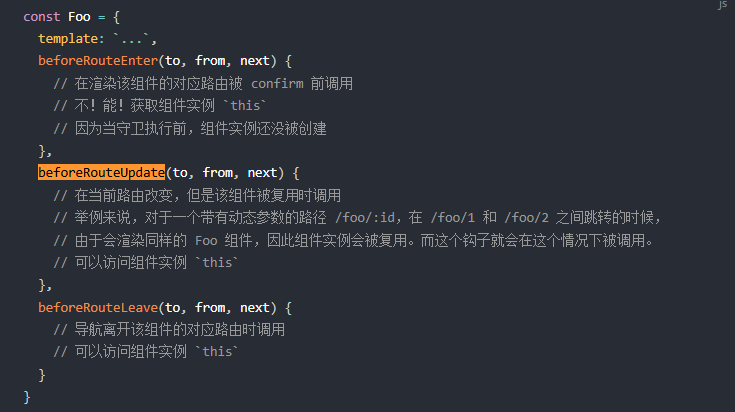 js
const Foo = {
  template: `...`,
  beforeRouteEnter(to, from, next) {
    // 在渲染该组件的对应路由被 confirm 前调用
    // 不！能！获取组件实例 `this`
    // 因为当守卫执行前，组件实例还没被创建
  },
  beforeRouteUpdate(to, from, next) {
    // 在当前路由改变，但是该组件被复用时调用
    // 举例来说，对于一个带有动态参数的路径 /foo/:id，在 /foo/1 和 /foo/2 之间跳转的时候，
    // 由于会渲染同样的 Foo 组件，因此组件实例会被复用。而这个钩子就会在这个情况下被调用。
    // 可以访问组件实例 `this`
  },
  beforeRouteLeave(to, from, next) {
    // 导航离开该组件的对应路由时调用
    // 可以访问组件实例 `this`
  }
}